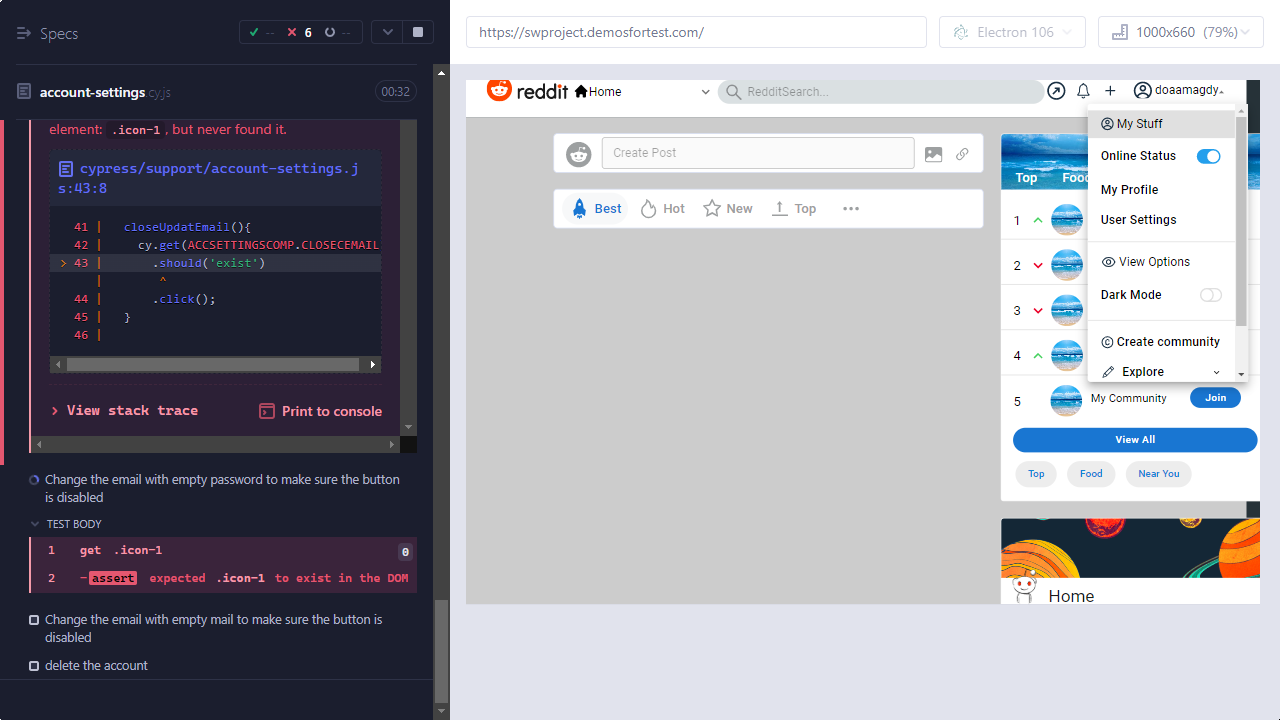 Specs
-- 6 --
account-settings.cy.js
00:32
element: .icon-1, but never found it.
cypress/support/account-settings.j
s:43:8
41 | closeUpdatEmail(){
42 | cy.get(ACCSETTINGSCOMP.CLOSECEMAIL
> 43 | .should('exist')
| ^
44 | .click();
45 | }
46 |
> View stack trace
Print to console
Change the email with empty password to make sure the button
is disabled
TEST BODY
1 get .icon-1 0
2 -assert expected .icon-1 to exist in the DOM
Change the email with empty mail to make sure the button is
disabled
delete the account
https://swproject.demosfortest.com/
Electron 106
1000x660 (79%)
reddit
Home
RedditSearch...
doaamagdy
Create Post
Best
Hot
New
Top
My Stuff
Online Status
My Profile
User Settings
View Options
Dark Mode
Create community
Explore
Top
1
2
3
4
5
My Community
Join
View All
Top
Food
Near You
Home